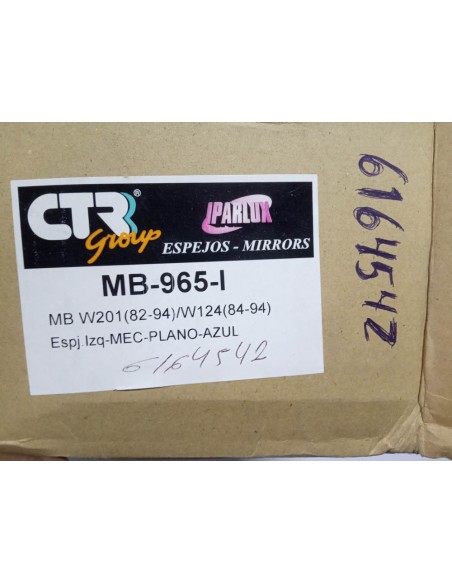 CTR® Group
IPARLUX
ESPEJOS - MIRRORS
MB-965-I
MB W201(82-94)/W124(84-94)
Espj.Izq-MEC-PLANO-AZUL
6164542
6164542